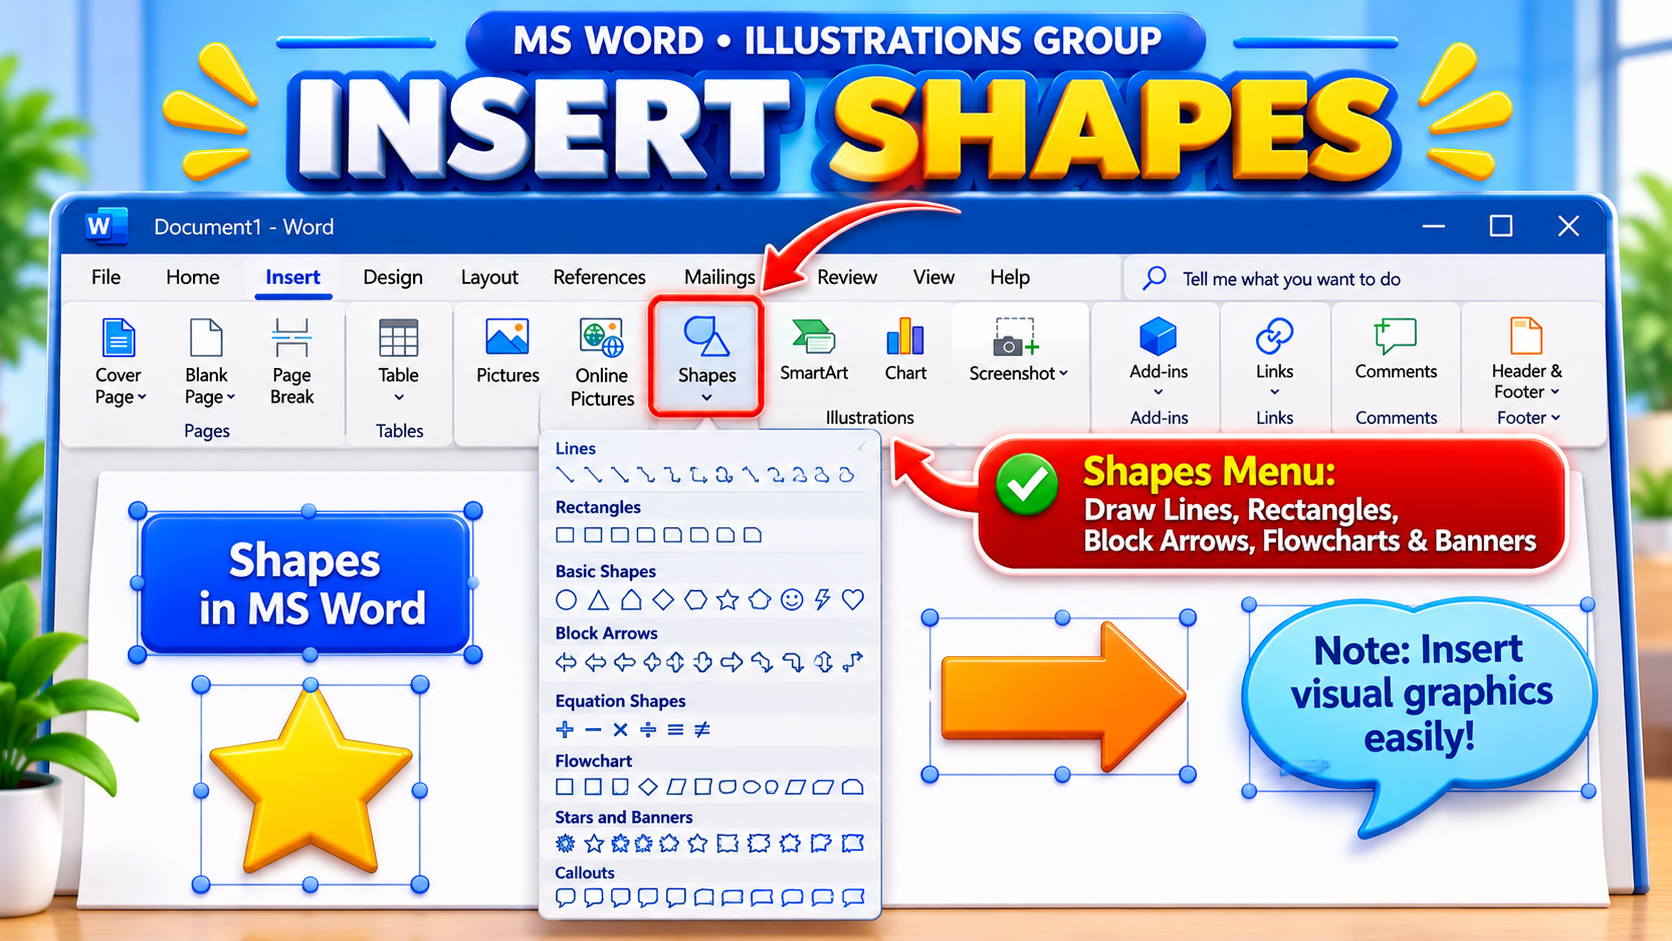 MS WORD • ILLUSTRATIONS GROUP
INSERT SHAPES
W
Document1 - Word
File Home Insert Design Layout References Mailings Review View Help Tell me what you want to do
Cover Page
Blank Page
Page Break
Pages
Table
Tables
Pictures
Online Pictures
Shapes
SmartArt
Chart
Screenshot
Illustrations
Add-ins
Add-ins
Links
Links
Comments
Comments
Header & Footer
Footer
Lines
Rectangles
Basic Shapes
Block Arrows
Equation Shapes
Flowchart
Stars and Banners
Callouts
Shapes Menu:
Draw Lines, Rectangles,
Block Arrows, Flowcharts & Banners
Shapes
in MS Word
Note: Insert
visual graphics
easily!